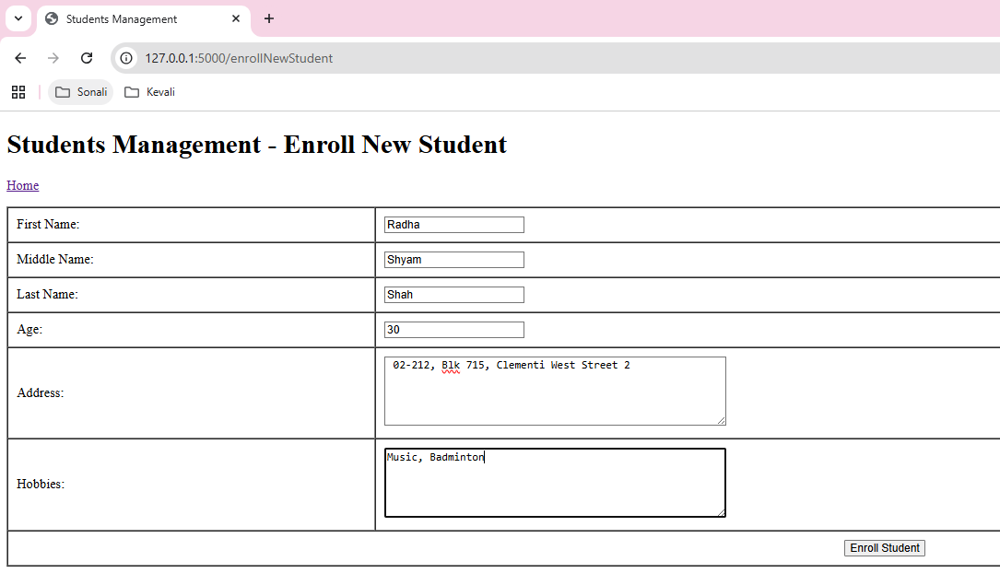 Students Management
127.0.0.1:5000/enrollNewStudent
Sonali Kevali
Students Management - Enroll New Student
Home
First Name: Radha
Middle Name: Shyam
Last Name: Shah
Age: 30
Address: 02-212, Blk 715, Clementi West Street 2
Hobbies: Music, Badminton
Enroll Student